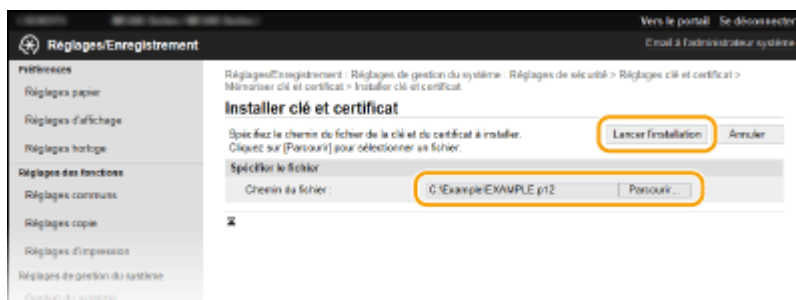 Vers le portail Se déconnecter
Réglages/Enregistrement
Email à l'administrateur système
Préférences
Réglages papier
Réglages d'affichage
Réglages horloge
Réglages des fonctions
Réglages communs
Réglages copie
Réglages d'impression
Réglages de gestion du système
Gestion du système
Réglages/Enregistrement : Réglages de gestion du système : Réglages de sécurité > Réglages clé et certificat >
Mémoriser clé et certificat > Installer clé et certificat
Installer clé et certificat
Spécifiez le chemin du fichier de la clé et du certificat à installer.
Cliquez sur [Parcourir] pour sélectionner un fichier.
Lancer l'installation
Annuler
Spécifier le fichier
Chemin du fichier :
C:\Example\EXAMPLE.p12
Parcourir...